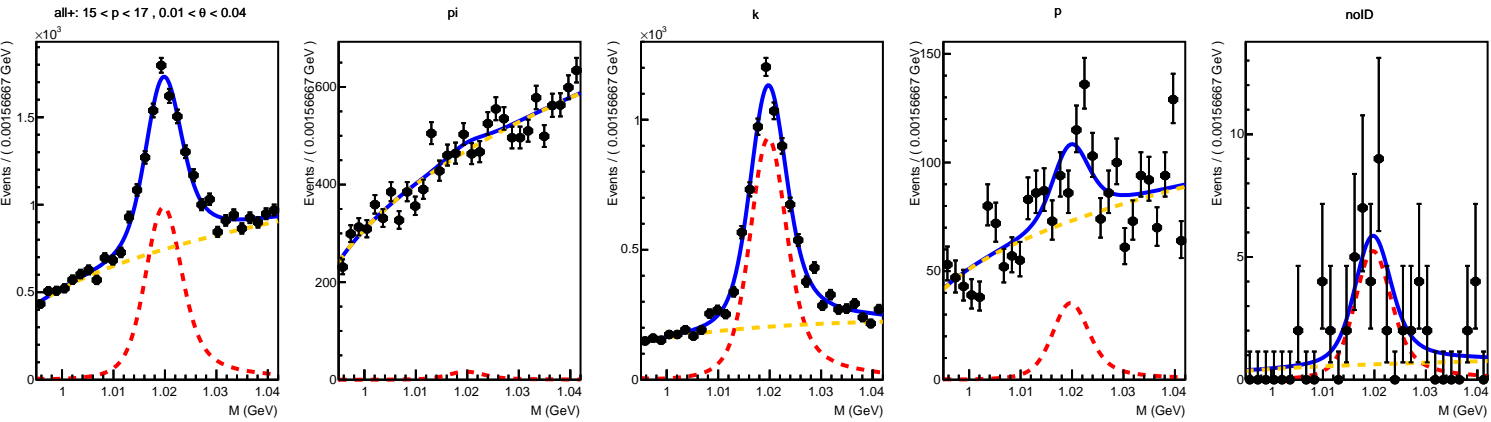 all+: 15 < p < 17 , 0.01 < θ < 0.04
×10³
Events / ( 0.00156667 GeV )
1.5
1
0.5
0
1 1.01 1.02 1.03 1.04
M (GeV)
pi
Events / ( 0.00156667 GeV )
600
400
200
0
1 1.01 1.02 1.03 1.04
M (GeV)
k
×10³
Events / ( 0.00156667 GeV )
1
0.5
0
1 1.01 1.02 1.03 1.04
M (GeV)
p
Events / ( 0.00156667 GeV )
150
100
50
0
1 1.01 1.02 1.03 1.04
M (GeV)
noID
Events / ( 0.00156667 GeV )
10
5
0
1 1.01 1.02 1.03 1.04
M (GeV)